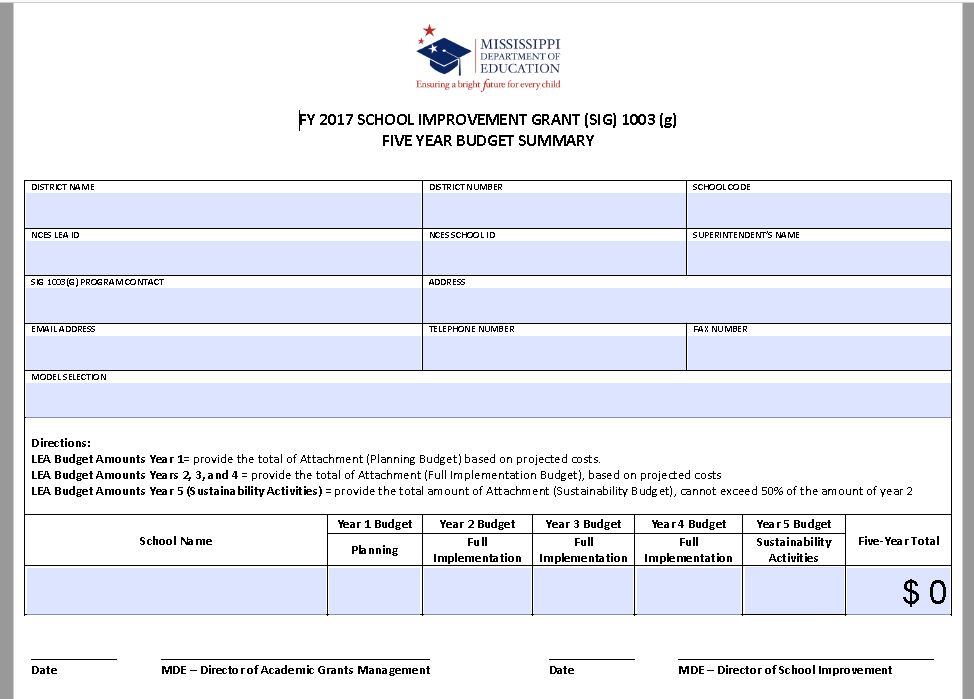 MISSISSIPPI
DEPARTMENT OF
EDUCATION
Ensuring a bright future for every child
FY 2017 SCHOOL IMPROVEMENT GRANT (SIG) 1003 (g)
FIVE YEAR BUDGET SUMMARY
DISTRICT NAME DISTRICT NUMBER SCHOOL CODE
NCES LEA ID NCES SCHOOL ID SUPERINTENDENT'S NAME
SIG 1003(G) PROGRAM CONTACT ADDRESS
EMAIL ADDRESS TELEPHONE NUMBER FAX NUMBER
MODEL SELECTION
Directions:
LEA Budget Amounts Year 1= provide the total of Attachment (Planning Budget) based on projected costs.
LEA Budget Amounts Years 2, 3, and 4 = provide the total of Attachment (Full Implementation Budget), based on projected costs
LEA Budget Amounts Year 5 (Sustainability Activities) = provide the total amount of Attachment (Sustainability Budget), cannot exceed 50% of the amount of year 2
School Name
Year 1 Budget Year 2 Budget Year 3 Budget Year 4 Budget Year 5 Budget Five-Year Total
Planning Full Implementation Full Implementation Full Implementation Sustainability Activities
$ 0
Date MDE – Director of Academic Grants Management Date MDE – Director of School Improvement